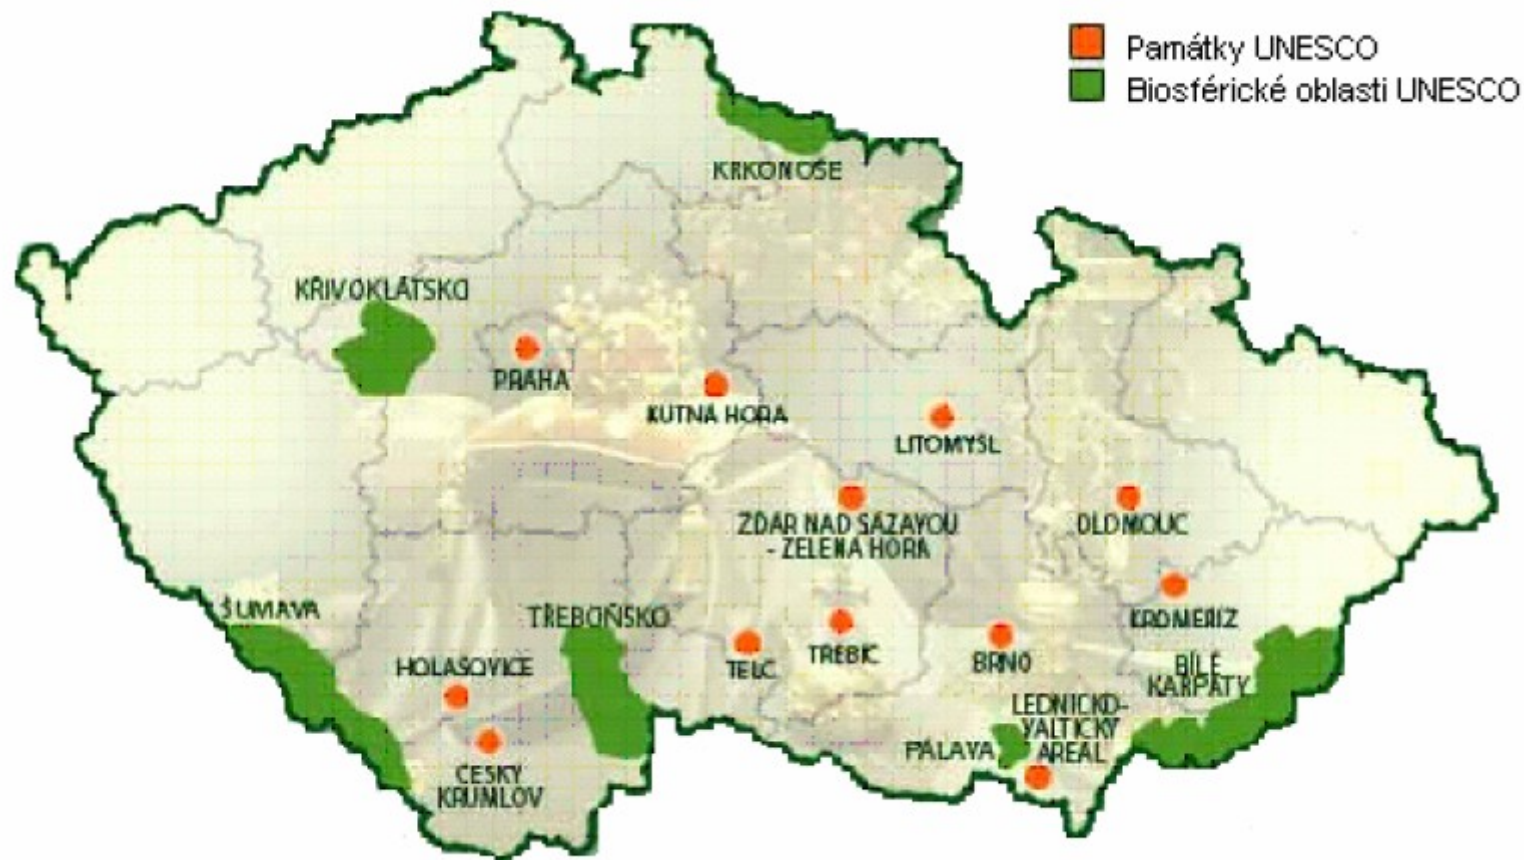 Památky UNESCO
Biosférické oblasti UNESCO
KRKONOŠE
KŘIVOKLÁTSKO
PRAHA
KUTNÁ HORA
LITOMYŠL
ŽĎÁR NAD SÁZAVOU
- ZELENÁ HORA
OLOMOUC
KROMĚŘÍŽ
ŠUMAVA
TŘEBOŇSKO
HOLAŠOVICE
TELČ
TŘEBÍČ
BRNO
BÍLÉ
KARPATY
LEDNICKO-
VALTICKÝ
AREÁL
PÁLAVA
ČESKÝ
KRUMLOV